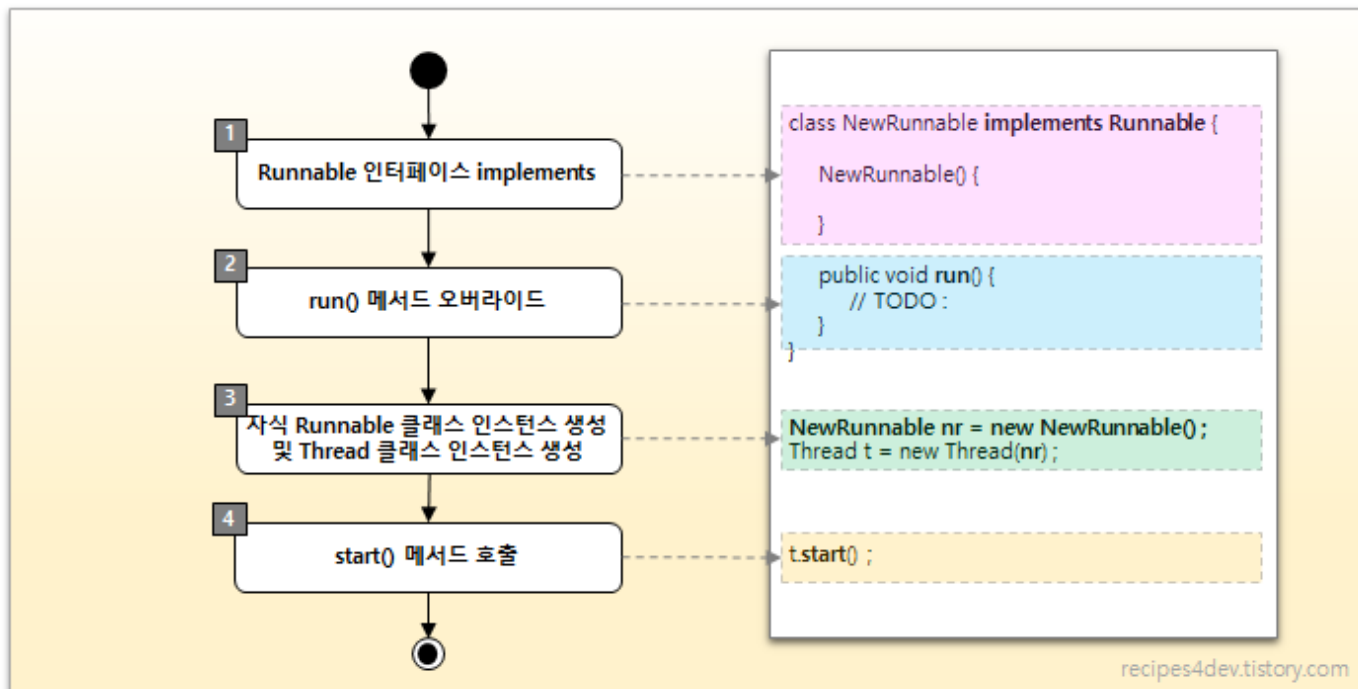 1
Runnable 인터페이스 implements
2
run() 메서드 오버라이드
3
자식 Runnable 클래스 인스턴스 생성
및 Thread 클래스 인스턴스 생성
4
start() 메서드 호출
class NewRunnable implements Runnable {
NewRunnable() {
}
public void run() {
// TODO :
}
}
NewRunnable nr = new NewRunnable() ;
Thread t = new Thread(nr) ;
t.start() ;
recipes4dev.tistory.com